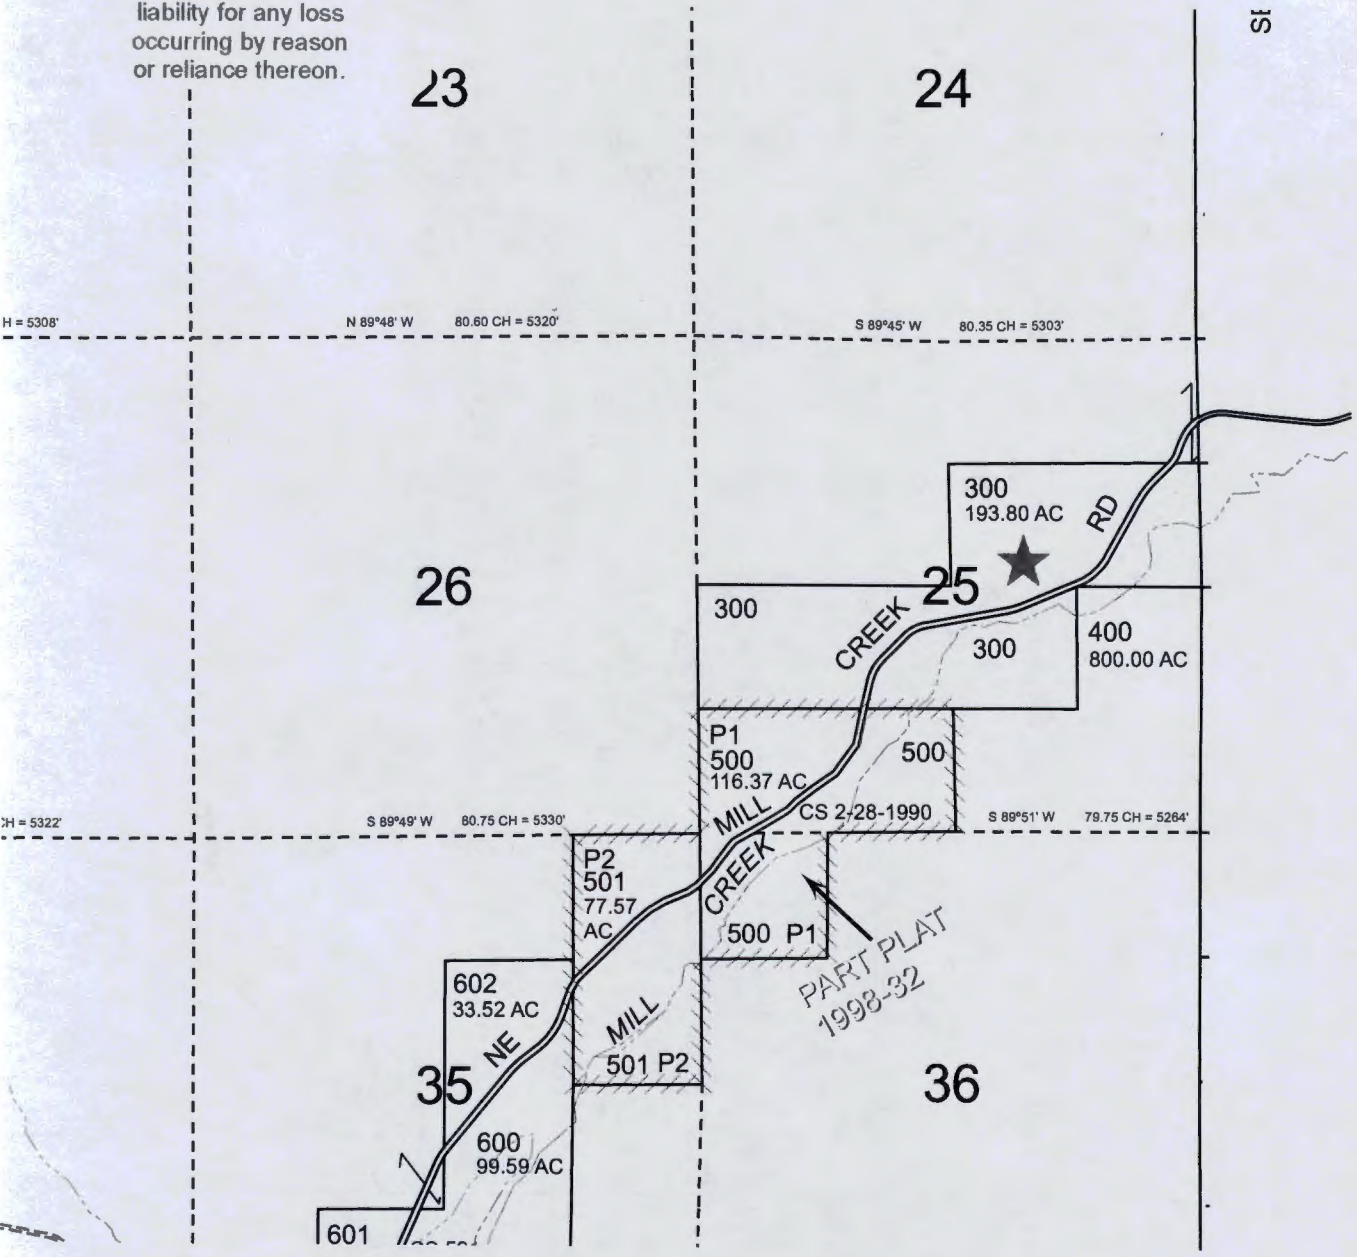 liability for any loss
occurring by reason
or reliance thereon.
23
24
H = 5308'
N 89°48' W 80.60 CH = 5320'
S 89°45' W 80.35 CH = 5303'
300
193.80 AC
RD
26
25
300
CREEK
300
400
800.00 AC
P1
500
116.37 AC
500
MILL
CS 2-28-1990
CH = 5322'
S 89°49' W 80.75 CH = 5330'
S 89°51' W 79.75 CH = 5264'
P2
501
77.57
AC
CREEK
500 P1
PART PLAT
1998-32
602
33.52 AC
NE
MILL
501 P2
35
36
600
99.59 AC
601